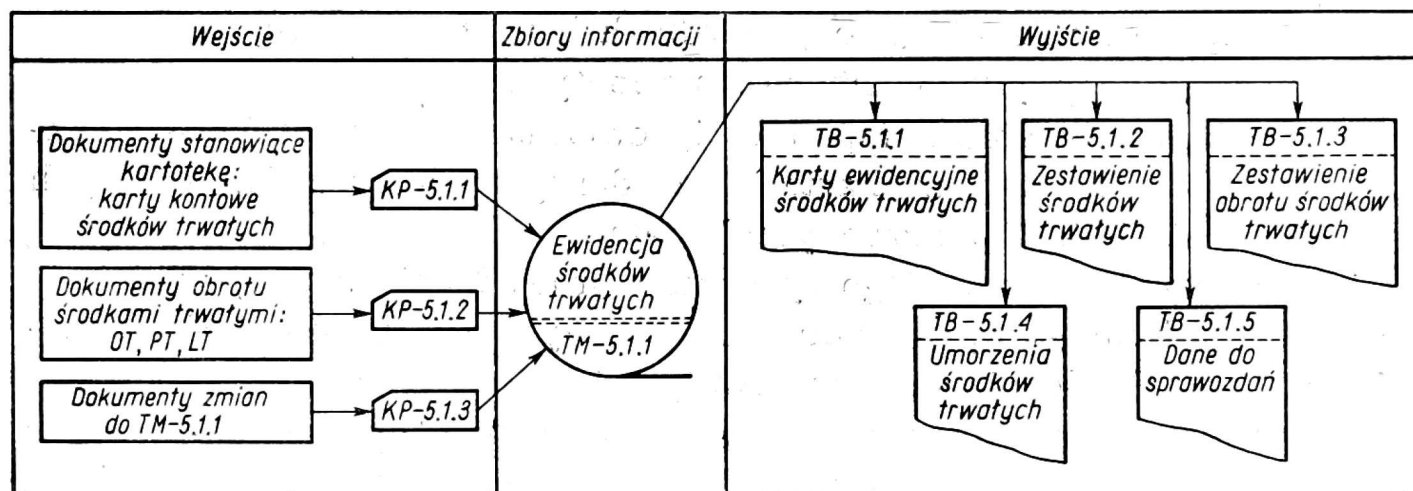 Wejście
Zbiory informacji
Wyjście
Dokumenty stanowiące
kartotekę:
karty kontowe
środków trwałych
KP-5.1.1
Dokumenty obrotu
środkami trwałymi:
OT, PT, LT
KP-5.1.2
Dokumenty zmian
do TM-5.1.1
KP-5.1.3
Ewidencja
środków
trwałych
TM-5.1.1
TB-5.1.1
Karty ewidencyjne
środków trwałych
TB-5.1.2
Zestawienie
środków
trwałych
TB-5.1.3
Zestawienie
obrotu środków
trwałych
TB-5.1.4
Umorzenia
środków
trwałych
TB-5.1.5
Dane do
sprawozdań